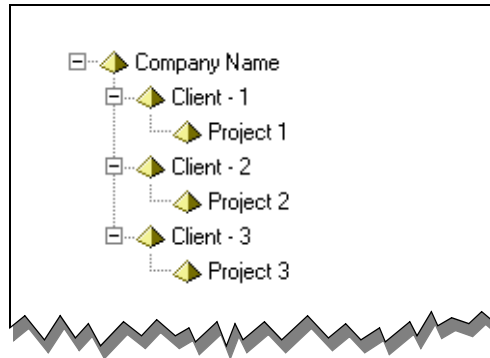 Company Name
Client - 1
Project 1
Client - 2
Project 2
Client - 3
Project 3